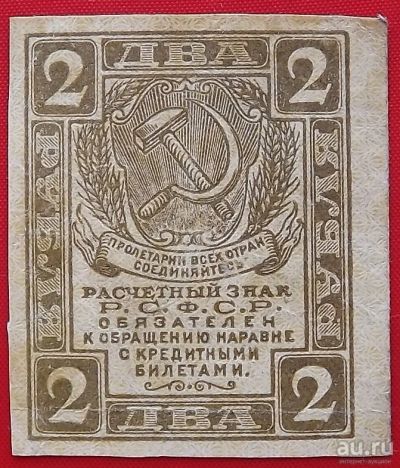 ДВА
2 2
РУБЛЯ
РУБЛЯ
ПРОЛЕТАРИИ ВСЕХ СТРАН
СОЕДИНЯЙТЕСЬ
РАСЧЕТНЫЙ ЗНАК
Р.С.Ф.С.Р.
ОБЯЗАТЕЛЕН
К ОБРАЩЕНИЮ НАРАВНЕ
С КРЕДИТНЫМИ
БИЛЕТАМИ.
2 2
ДВА
au.ru